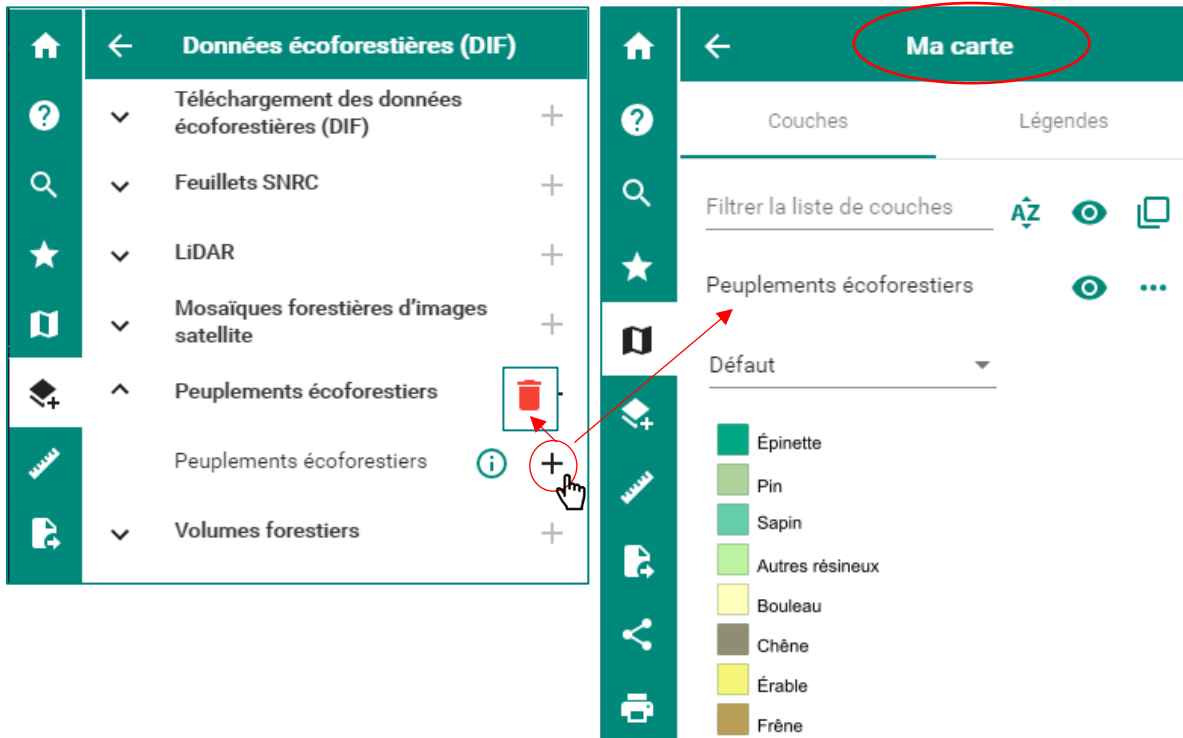 Données écoforestières (DIF)
Téléchargement des données
écoforestières (DIF)
Feuillets SNRC
LiDAR
Mosaïques forestières d'images
satellite
Peuplements écoforestiers
Peuplements écoforestiers
Volumes forestiers
Ma carte
Couches
Légendes
Filtrer la liste de couches
AZ
Peuplements écoforestiers
Défaut
Épinette
Pin
Sapin
Autres résineux
Bouleau
Chêne
Érable
Frêne